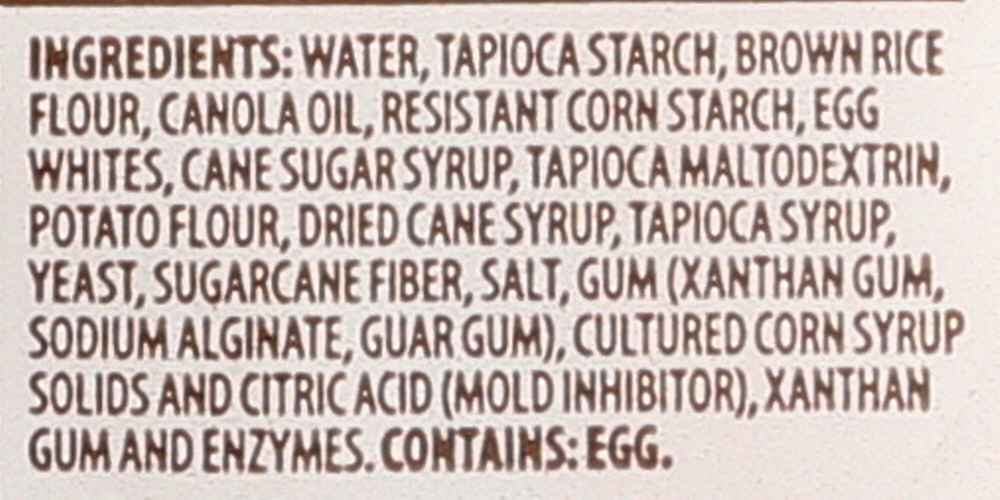 INGREDIENTS: WATER, TAPIOCA STARCH, BROWN RICE
FLOUR, CANOLA OIL, RESISTANT CORN STARCH, EGG
WHITES, CANE SUGAR SYRUP, TAPIOCA MALTODEXTRIN,
POTATO FLOUR, DRIED CANE SYRUP, TAPIOCA SYRUP,
YEAST, SUGARCANE FIBER, SALT, GUM (XANTHAN GUM,
SODIUM ALGINATE, GUAR GUM), CULTURED CORN SYRUP
SOLIDS AND CITRIC ACID (MOLD INHIBITOR), XANTHAN
GUM AND ENZYMES. CONTAINS: EGG.